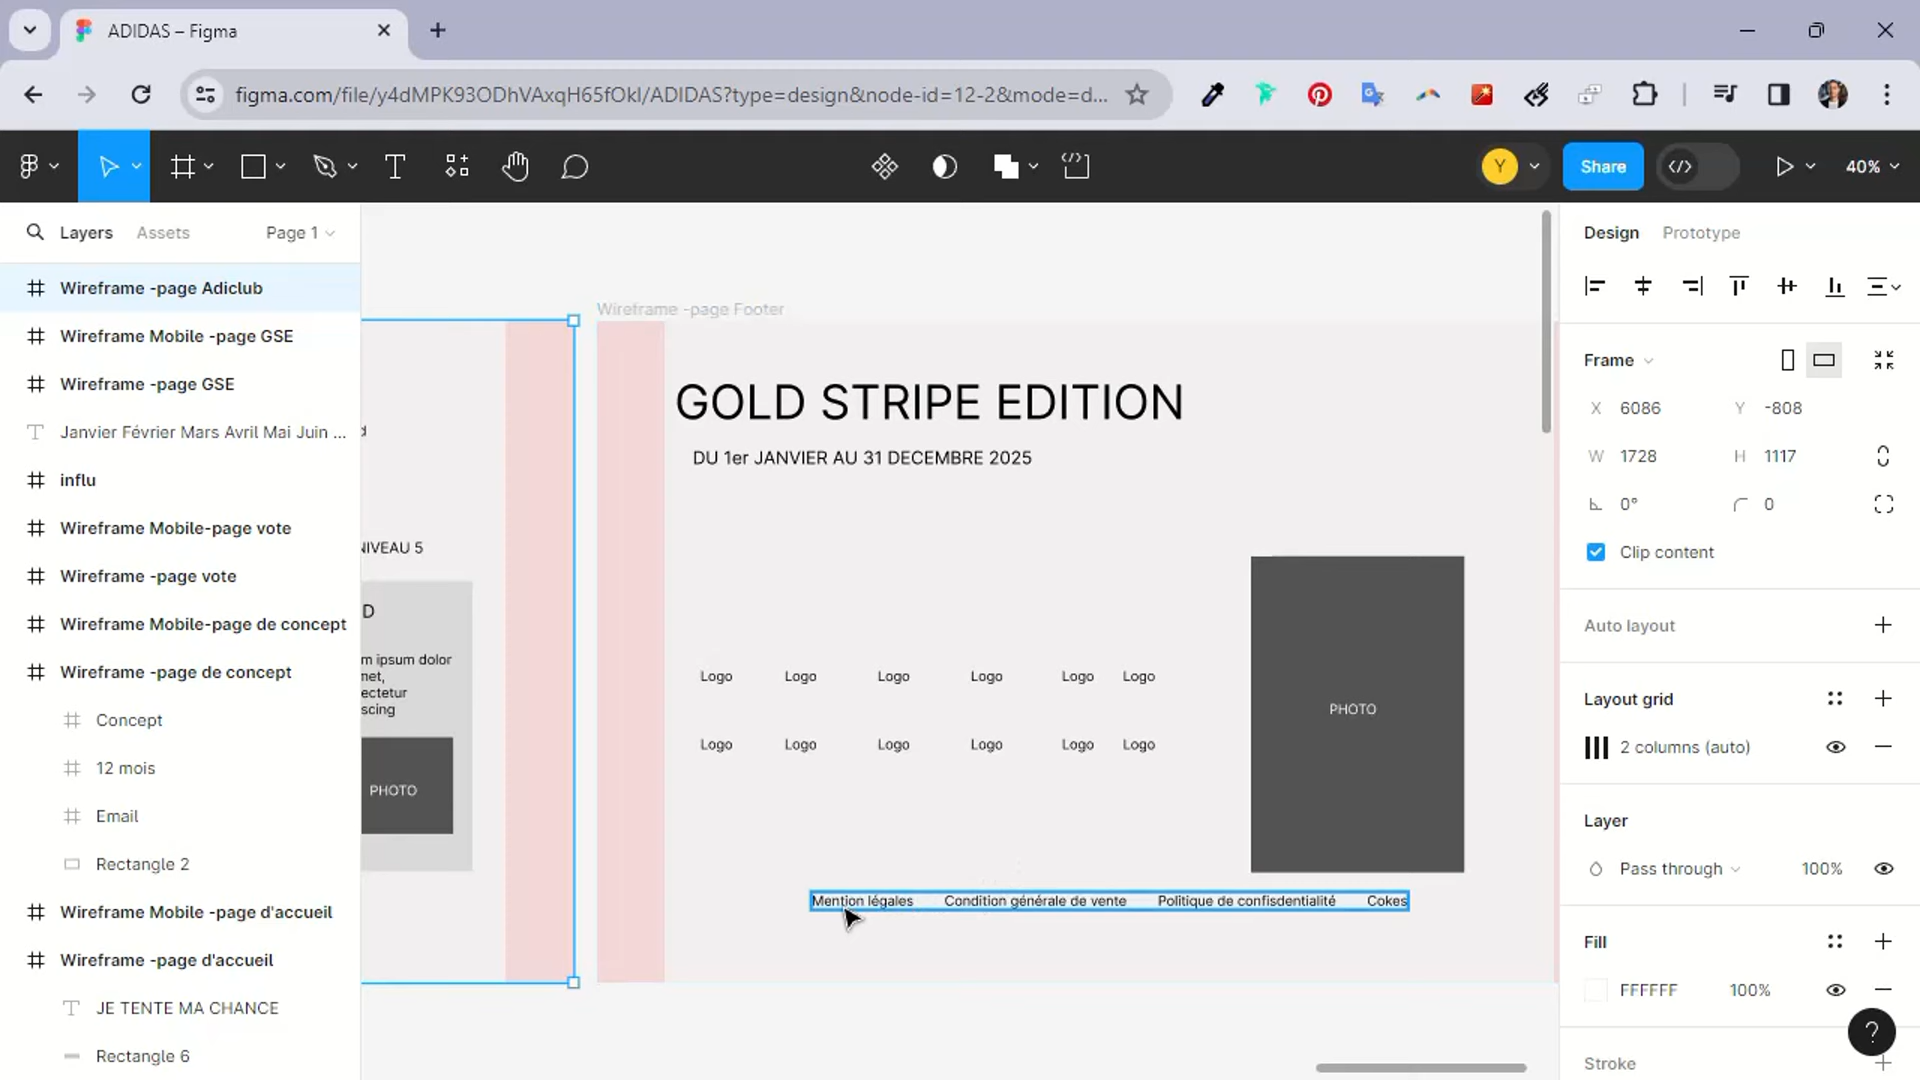 ADIDAS – Figma
figma.com/file/y4dMPK93ODhVAxqH65fOkl/ADIDAS?type=design&node-id=12-2&mode=d...
Y
Share
40%
Layers
Assets
Page 1
Design
Prototype
Wireframe -page Adiclub
Wireframe Mobile -page GSE
Wireframe -page GSE
Janvier Février Mars Avril Mai Juin ...
influ
Wireframe Mobile-page vote
Wireframe -page vote
Wireframe Mobile-page de concept
Wireframe -page de concept
Concept
12 mois
Email
Rectangle 2
Wireframe Mobile -page d'accueil
Wireframe -page d'accueil
JE TENTE MA CHANCE
Rectangle 6
d
NIVEAU 5
D
m ipsum dolor
net,
ectetur
scing
PHOTO
Wireframe -page Footer
GOLD STRIPE EDITION
DU 1er JANVIER AU 31 DECEMBRE 2025
Logo Logo Logo Logo Logo Logo
Logo Logo Logo Logo Logo Logo
PHOTO
Mention légales Condition générale de vente Politique de confisdentialité Cokes
Frame
X 6086 Y -808
W 1728 H 1117
0° 0
Clip content
Auto layout
Layout grid
2 columns (auto)
Layer
Pass through 100%
Fill
FFFFFF 100%
?
Stroke